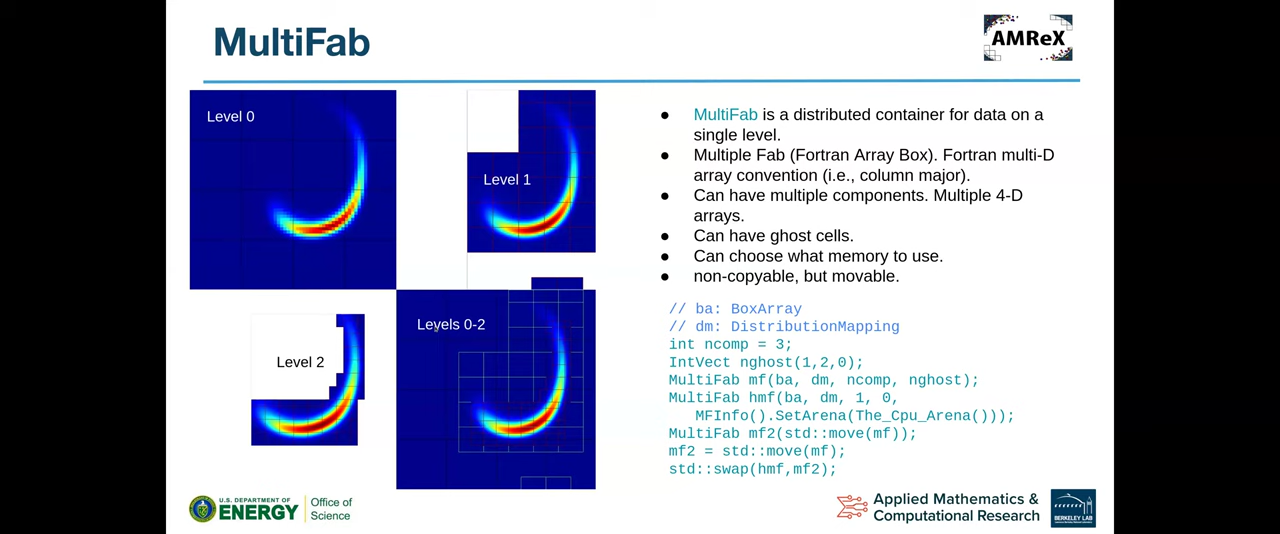 MultiFab
AMReX
Level 0
Level 1
Level 2
Levels 0-2
● MultiFab is a distributed container for data on a
single level.
● Multiple Fab (Fortran Array Box). Fortran multi-D
array convention (i.e., column major).
● Can have multiple components. Multiple 4-D
arrays.
● Can have ghost cells.
● Can choose what memory to use.
● non-copyable, but movable.
// ba: BoxArray
// dm: DistributionMapping
int ncomp = 3;
IntVect nghost(1,2,0);
MultiFab mf(ba, dm, ncomp, nghost);
MultiFab hmf(ba, dm, 1, 0,
MFInfo().SetArena(The_Cpu_Arena()));
MultiFab mf2(std::move(mf));
mf2 = std::move(mf);
std::swap(hmf,mf2);
U.S. DEPARTMENT OF
ENERGY
Office of
Science
Applied Mathematics &
Computational Research
BERKELEY LAB